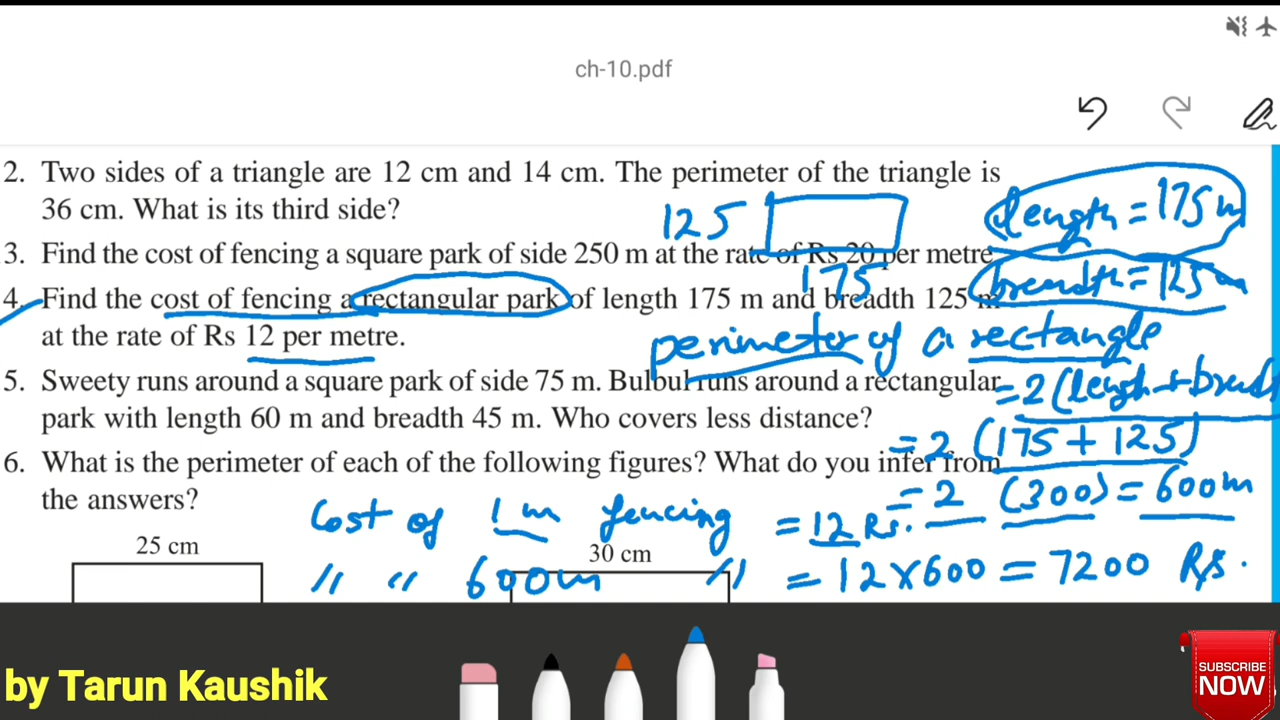 ch-10.pdf
2. Two sides of a triangle are 12 cm and 14 cm. The perimeter of the triangle is
36 cm. What is its third side?
125
length = 175 m
3. Find the cost of fencing a square park of side 250 m at the rate of Rs 20 per metre.
175
breadth = 125 m
4. Find the cost of fencing a rectangular park of length 175 m and breadth 125 m
at the rate of Rs 12 per metre.
perimeter of a rectangle
5. Sweety runs around a square park of side 75 m. Bulbul runs around a rectangular
= 2 (length + breadth
park with length 60 m and breadth 45 m. Who covers less distance?
= 2 (175 + 125)
6. What is the perimeter of each of the following figures? What do you infer from
the answers?
= 2 (300) = 600 m
Cost of 1 m fencing = 12 Rs.
25 cm
30 cm
" " 600m " = 12 × 600 = 7200 Rs.
by Tarun Kaushik
SUBSCRIBE
NOW